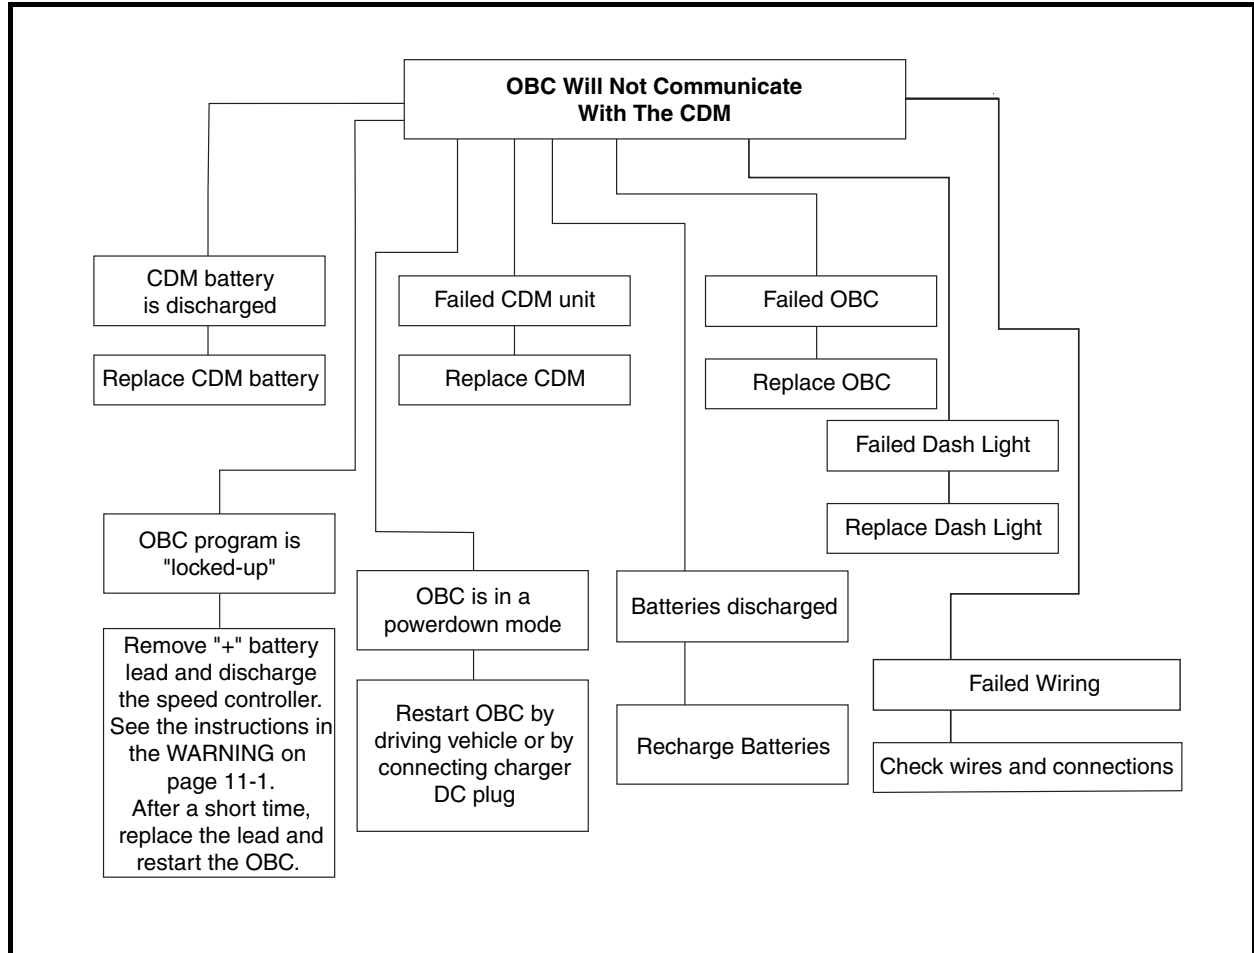 OBC Will Not Communicate
With The CDM
CDM battery
is discharged
Replace CDM battery
Failed CDM unit
Replace CDM
Failed OBC
Replace OBC
Failed Dash Light
Replace Dash Light
OBC program is
"locked-up"
Remove "+" battery
lead and discharge
the speed controller.
See the instructions in
the WARNING on
page 11-1.
After a short time,
replace the lead and
restart the OBC.
OBC is in a
powerdown mode
Restart OBC by
driving vehicle or by
connecting charger
DC plug
Batteries discharged
Recharge Batteries
Failed Wiring
Check wires and connections